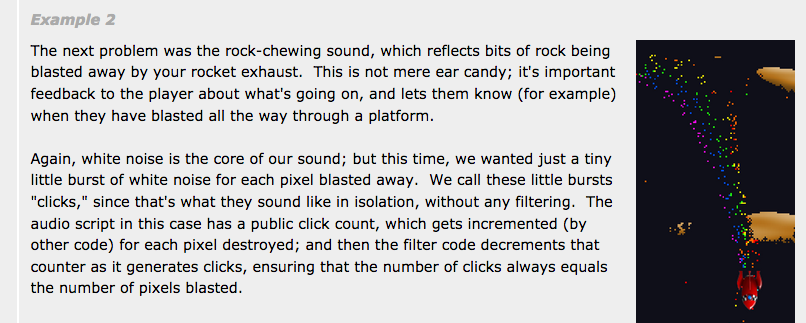 Example 2
The next problem was the rock-chewing sound, which reflects bits of rock being
blasted away by your rocket exhaust.  This is not mere ear candy; it's important
feedback to the player about what's going on, and lets them know (for example)
when they have blasted all the way through a platform.
Again, white noise is the core of our sound; but this time, we wanted just a tiny
little burst of white noise for each pixel blasted away.  We call these little bursts
"clicks," since that's what they sound like in isolation, without any filtering.  The
audio script in this case has a public click count, which gets incremented (by
other code) for each pixel destroyed; and then the filter code decrements that
counter as it generates clicks, ensuring that the number of clicks always equals
the number of pixels blasted.